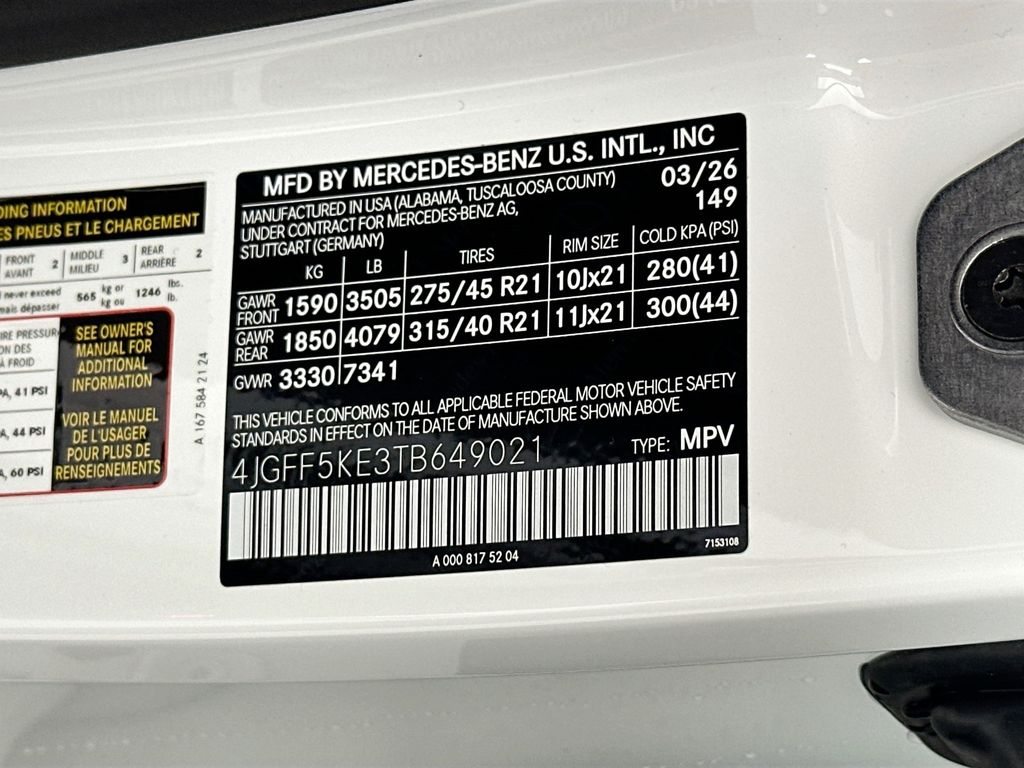 MFD BY MERCEDES-BENZ U.S. INTL., INC
MANUFACTURED IN USA (ALABAMA, TUSCALOOSA COUNTY) 03/26
UNDER CONTRACT FOR MERCEDES-BENZ AG, 149
STUTTGART (GERMANY)
KG LB TIRES RIM SIZE COLD KPA (PSI)
GAWR FRONT 1590 3505 275/45 R21 10Jx21 280(41)
GAWR REAR 1850 4079 315/40 R21 11Jx21 300(44)
GVWR 3330 7341
THIS VEHICLE CONFORMS TO ALL APPLICABLE FEDERAL MOTOR VEHICLE SAFETY
STANDARDS IN EFFECT ON THE DATE OF MANUFACTURE SHOWN ABOVE.
4JGFF5KE3TB649021 TYPE: MPV
7153108
A 000 817 52 04
DING INFORMATION
ES PNEUS ET LE CHARGEMENT
FRONT AVANT 2 MIDDLE MILIEU 3 REAR ARRIÈRE 2
never exceed 565 kg or 1246 lbs.
mais dépasser kg ou lb.
IRE PRESSUR
ON DES
À FROID
PA, 41 PSI
A, 44 PSI
A, 60 PSI
SEE OWNER'S
MANUAL FOR
ADDITIONAL
INFORMATION
VOIR LE MANUEL
DE L'USAGER
POUR PLUS DE
RENSEIGNEMENTS
A 167 584 21 24